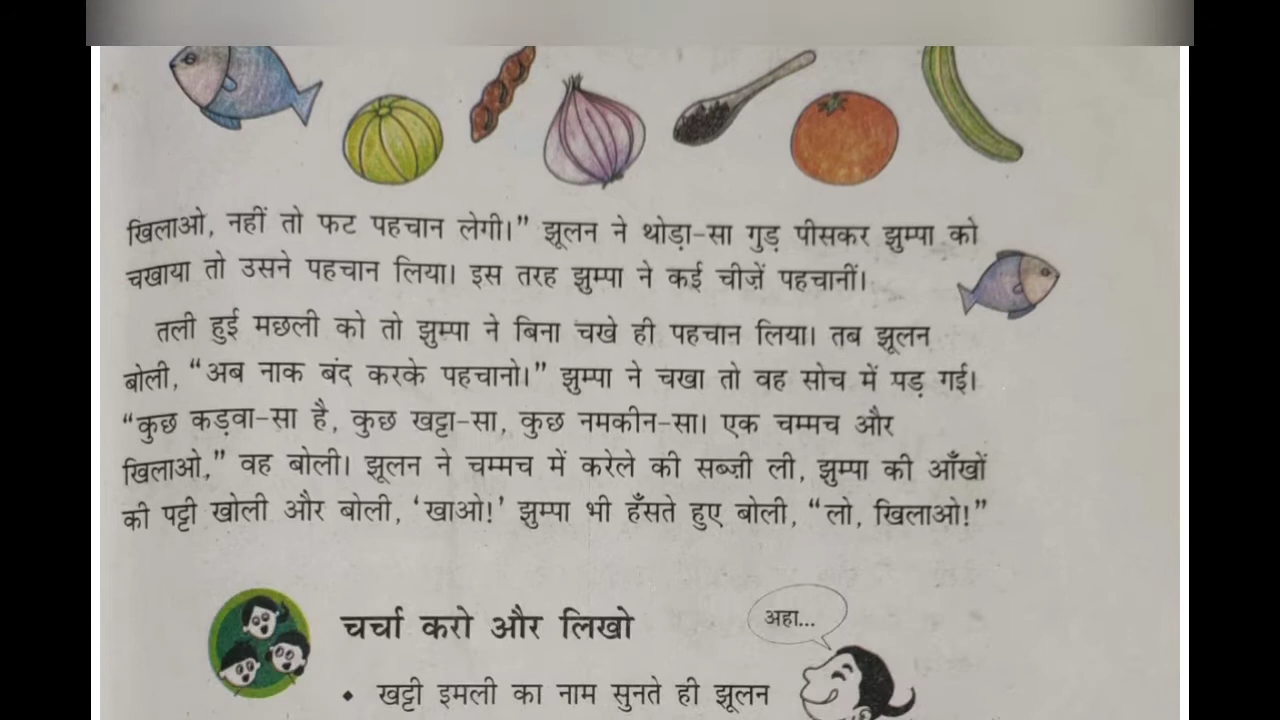 खिलाओ, नहीं तो फट पहचान लेगी।” झूलन ने थोड़ा-सा गुड़ पीसकर झुम्पा को
चखाया तो उसने पहचान लिया। इस तरह झुम्पा ने कई चीज़ें पहचानीं।
तली हुई मछली को तो झुम्पा ने बिना चखे ही पहचान लिया। तब झूलन
बोली, “अब नाक बंद करके पहचानो।” झुम्पा ने चखा तो वह सोच में पड़ गई।
“कुछ कड़वा-सा है, कुछ खट्टा-सा, कुछ नमकीन-सा। एक चम्मच और
खिलाओ,” वह बोली। झूलन ने चम्मच में करेले की सब्ज़ी ली, झुम्पा की आँखों
की पट्टी खोली और बोली, ‘खाओ!’ झुम्पा भी हँसते हुए बोली, “लो, खिलाओ!”
चर्चा करो और लिखो
अहा...
• खट्टी इमली का नाम सुनते ही झूलन